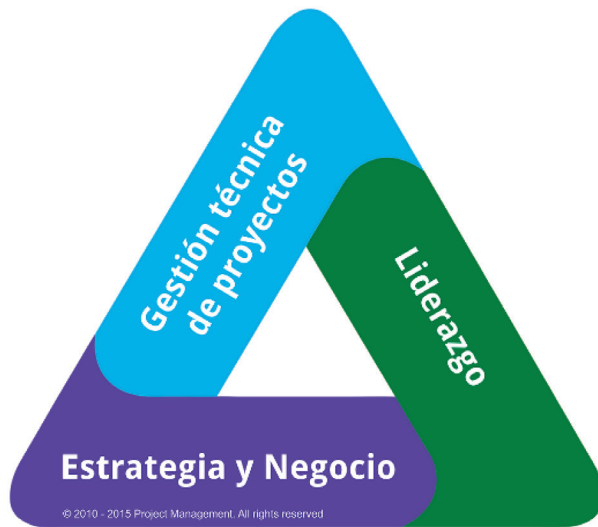 Gestión técnica
de proyectos
Liderazgo
Estrategia y Negocio
© 2010 - 2015 Project Management. All rights reserved